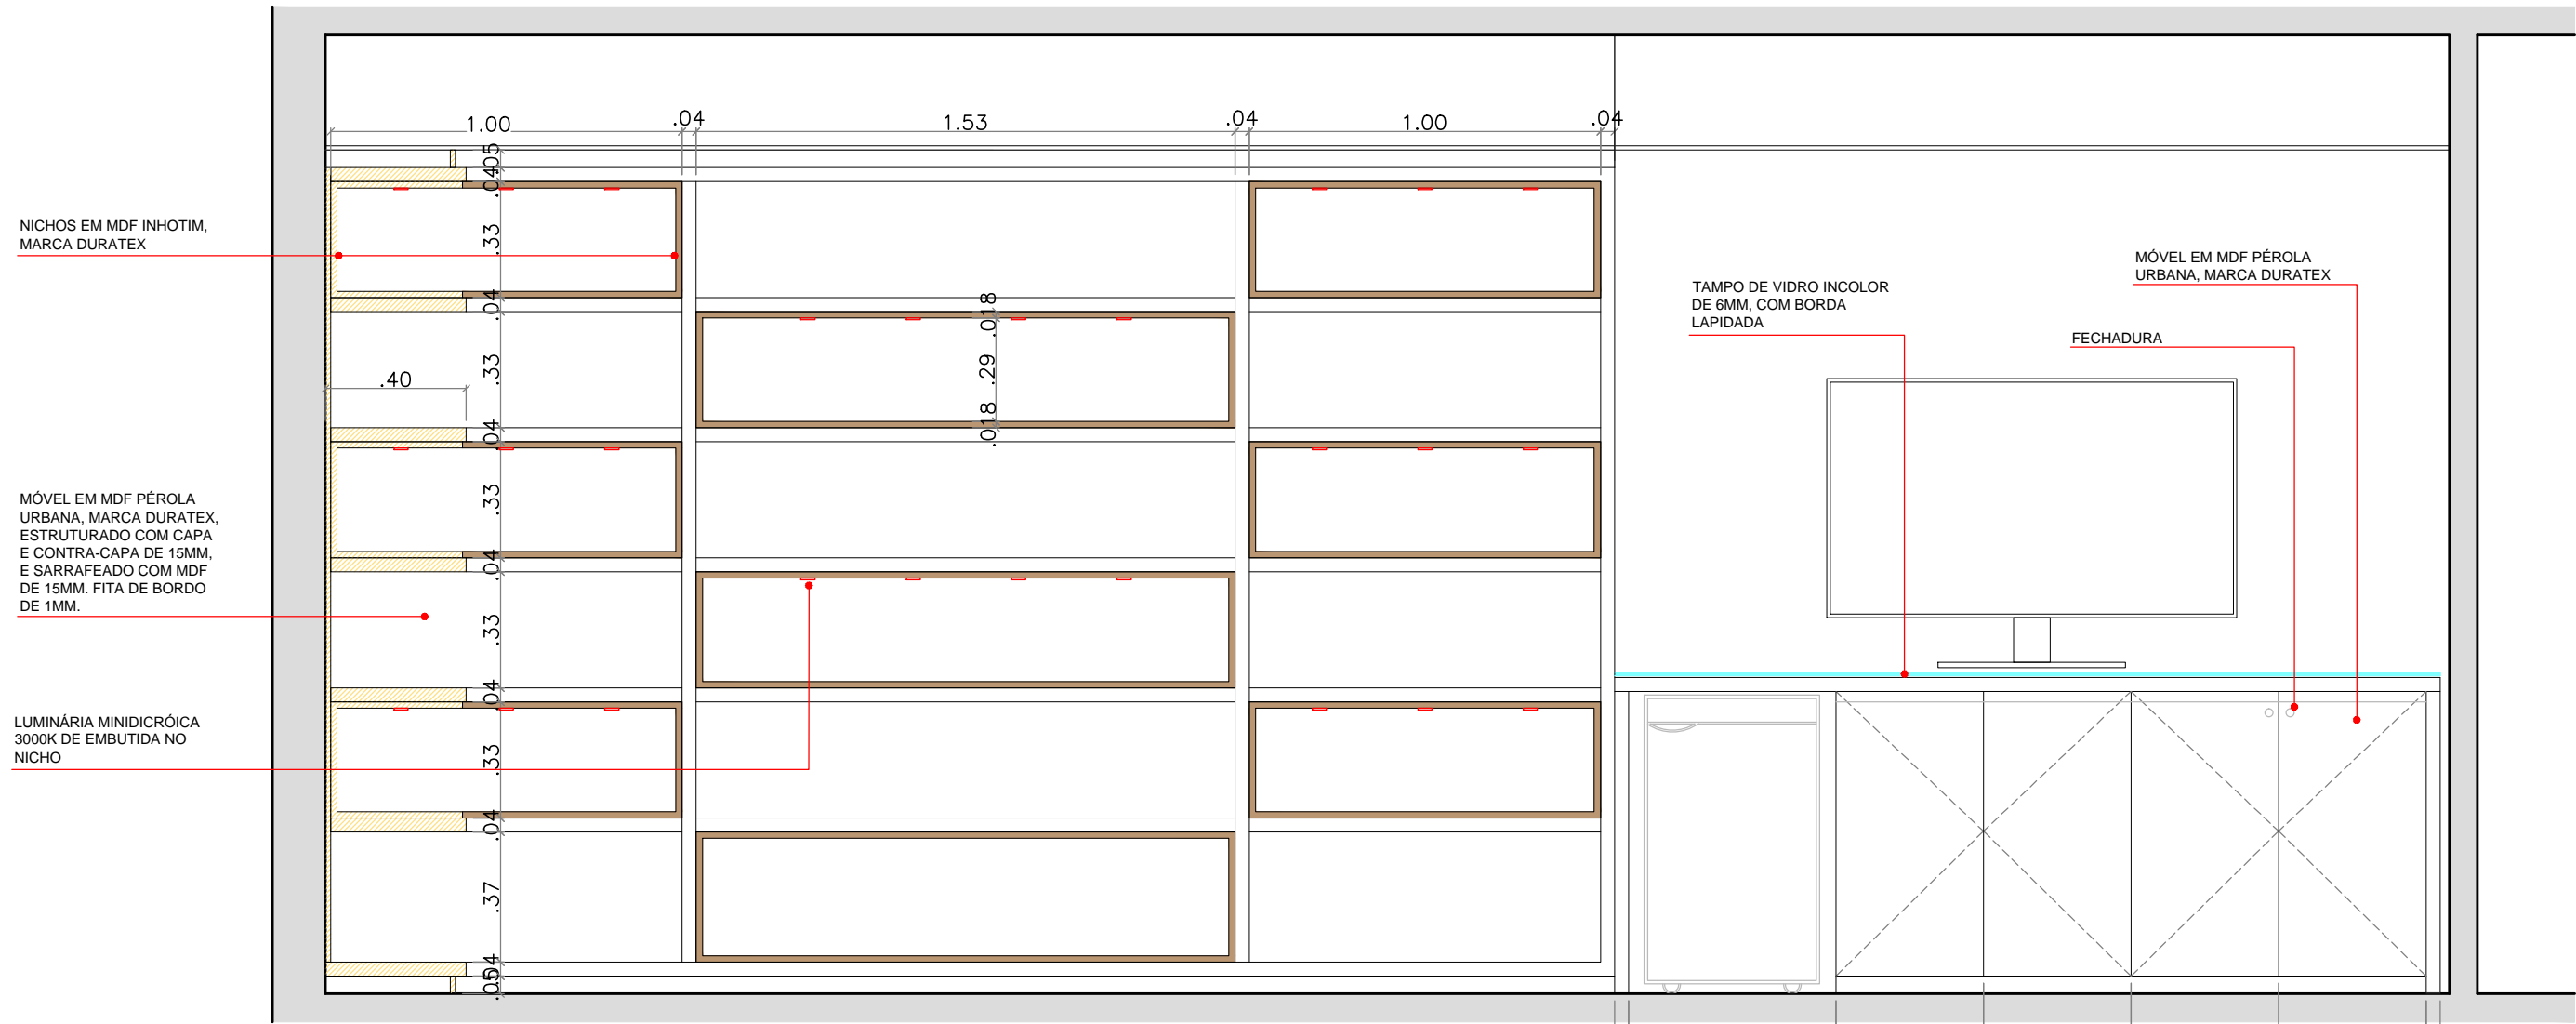 1.00
.04
1.53
.04
1.00
.04
.05
.04
.33
.04
.33
.04
.33
.04
.33
.04
.33
.04
.37
.04
.05
.40
.018
.29
.018
NICHOS EM MDF INHOTIM,
MARCA DURATEX
MÓVEL EM MDF PÉROLA
URBANA, MARCA DURATEX,
ESTRUTURADO COM CAPA
E CONTRA-CAPA DE 15MM,
E SARRAFEADO COM MDF
DE 15MM. FITA DE BORDO
DE 1MM.
LUMINÁRIA MINIDICRÓICA
3000K DE EMBUTIDA NO
NICHO
TAMPO DE VIDRO INCOLOR
DE 6MM, COM BORDA
LAPIDADA
MÓVEL EM MDF PÉROLA
URBANA, MARCA DURATEX
FECHADURA